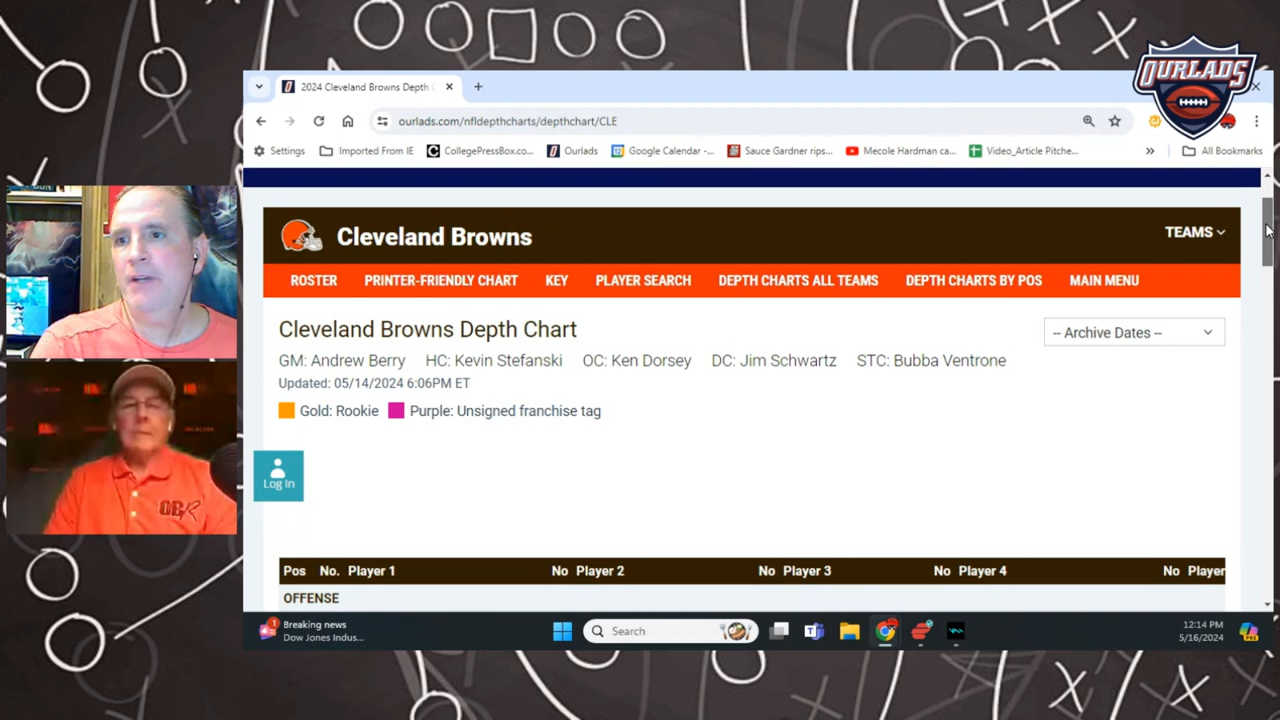 OURLADS
2024 Cleveland Browns Depth C
ourlads.com/nfldepthcharts/depthchart/CLE
Settings Imported From IE CollegePressBox.co... Ourlads Google Calendar -... Sauce Gardner rips... Mecole Hardman ca... Video_Article Pitche... All Bookmarks
Cleveland Browns
TEAMS
ROSTER PRINTER-FRIENDLY CHART KEY PLAYER SEARCH DEPTH CHARTS ALL TEAMS DEPTH CHARTS BY POS MAIN MENU
Cleveland Browns Depth Chart
-- Archive Dates --
GM: Andrew Berry HC: Kevin Stefanski OC: Ken Dorsey DC: Jim Schwartz STC: Bubba Ventrone
Updated: 05/14/2024 6:06PM ET
Gold: Rookie Purple: Unsigned franchise tag
Log In
OBR
Pos No. Player 1 No Player 2 No Player 3 No Player 4 No Player
OFFENSE
1
Breaking news
Dow Jones Indus...
Search
12:14 PM
5/16/2024